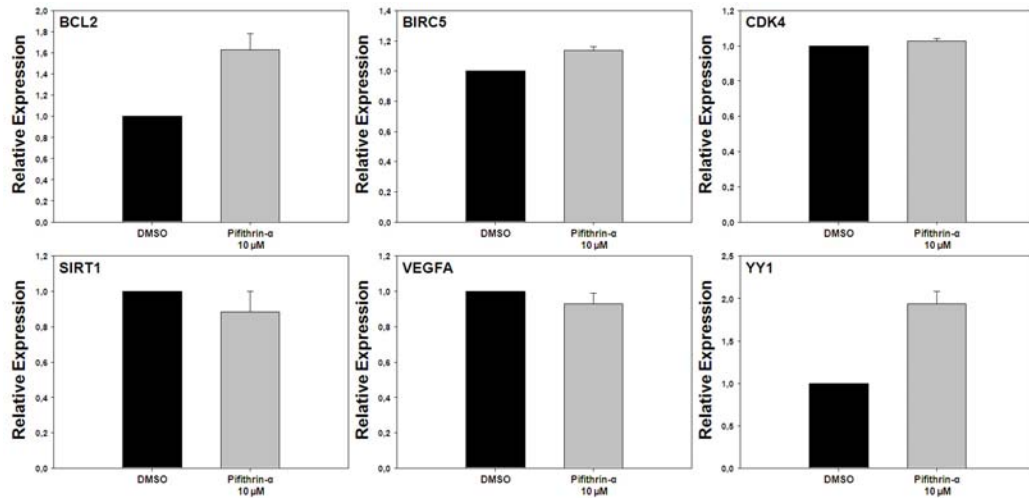 BCL2
Relative Expression
2,0
1,8
1,6
1,4
1,2
1,0
0,8
0,6
0,4
0,2
0,0
DMSO
Pifithrin-α
10 µM
BIRC5
Relative Expression
1,4
1,2
1,0
0,8
0,6
0,4
0,2
0,0
DMSO
Pifithrin-α
10 µM
CDK4
Relative Expression
1,2
1,0
0,8
0,6
0,4
0,2
0,0
DMSO
Pifithrin-α
10 µM
SIRT1
Relative Expression
1,2
1,0
0,8
0,6
0,4
0,2
0,0
DMSO
Pifithrin-α
10 µM
VEGFA
Relative Expression
1,2
1,0
0,8
0,6
0,4
0,2
0,0
DMSO
Pifithrin-α
10 µM
YY1
Relative Expression
2,5
2,0
1,5
1,0
0,5
0,0
DMSO
Pifithrin-α
10 µM